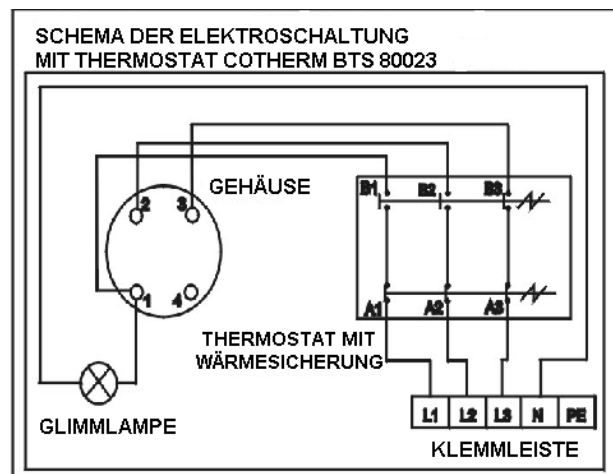 SCHEMA DER ELEKTROSCHALTUNG
MIT THERMOSTAT COTHERM BTS 80023
GEHÄUSE
B1 B2 B3
2 3
1 4
A1 A2 A3
THERMOSTAT MIT
WÄRMESICHERUNG
L1 L2 L3 N PE
GLIMMLAMPE
KLEMMLEISTE